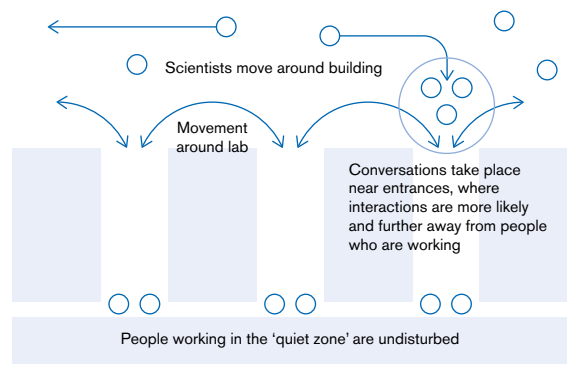 Scientists move around building
Movement
around lab
Conversations take place
near entrances, where
interactions are more likely
and further away from people
who are working
People working in the ‘quiet zone’ are undisturbed